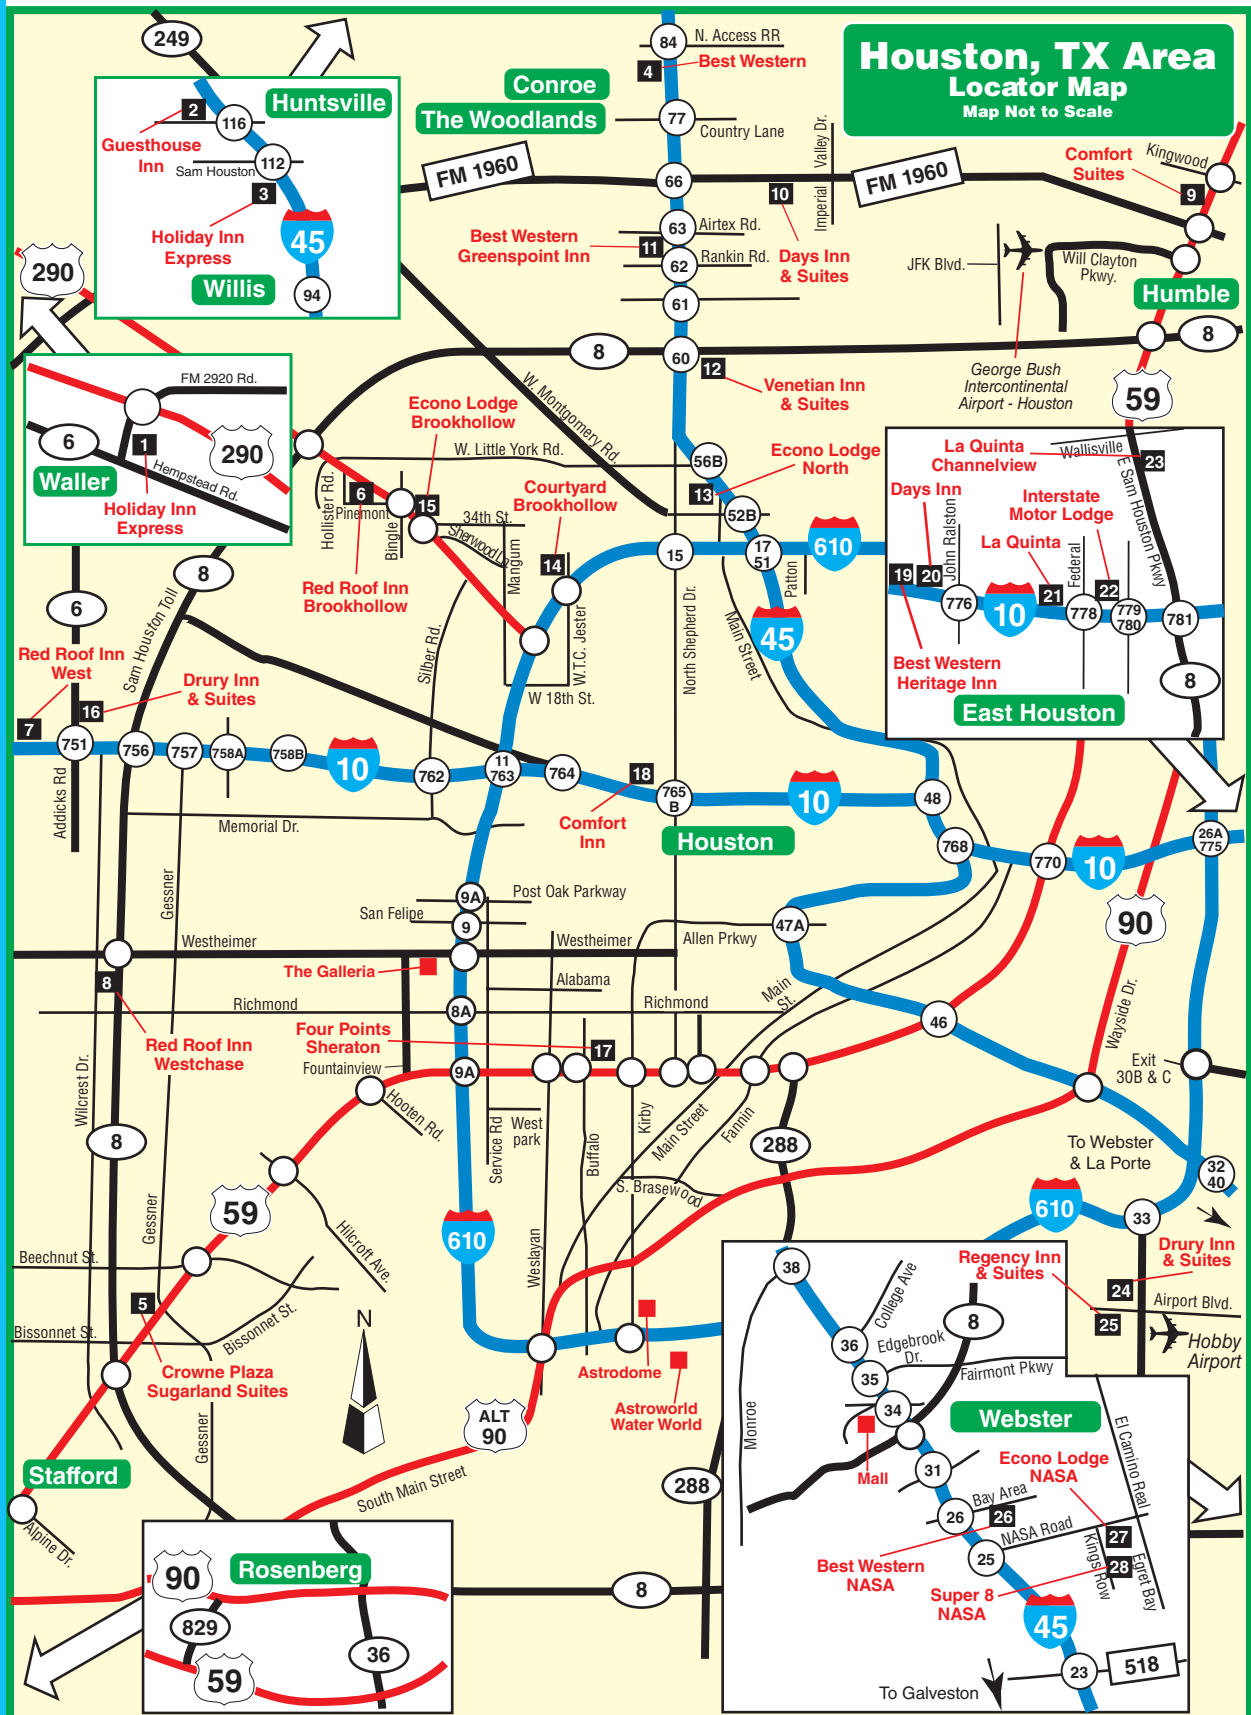 Houston, TX Area
Locator Map
Map Not to Scale
249
84
N. Access RR
4
Best Western
Conroe
The Woodlands
77
Country Lane
Huntsville
2
116
Guesthouse
Inn
Sam Houston
112
3
Holiday Inn
Express
45
Willis
94
FM 1960
66
10
Imperial Valley Dr.
FM 1960
Comfort
Suites
Kingwood
9
63
Airtex Rd.
Best Western
Greenspoint Inn
11
62
Rankin Rd.
Days Inn
& Suites
61
JFK Blvd.
Will Clayton
Pkwy.
Humble
290
8
60
8
12
Venetian Inn
& Suites
George Bush
Intercontinental
Airport - Houston
59
FM 2920 Rd.
6
1
290
Waller
Hempstead Rd.
Holiday Inn
Express
W. Montgomery Rd.
Econo Lodge
Brookhollow
W. Little York Rd.
56B
Econo Lodge
North
13
52B
Hollister Rd.
6
Pinemont
Bingle
15
34th St.
Sherwood Ln
Mangum
Courtyard
Brookhollow
14
Red Roof Inn
Brookhollow
15
17
51
610
Patton
45
W.T.C. Jester
W 18th St.
Silber Rd.
North Shepherd Dr.
Main Street
La Quinta
Channelview
Wallisville
23
E Sam Houston Pkwy
Days Inn
Interstate
Motor Lodge
La Quinta
John Ralston
Federal
19
20
21
22
776
10
778
779
780
781
Best Western
Heritage Inn
8
East Houston
8
6
Sam Houston Toll
Red Roof Inn
West
Drury Inn
& Suites
7
16
751
756
757
758A
758B
10
762
11
763
764
18
765
B
10
48
Addicks Rd
Memorial Dr.
Comfort
Inn
Houston
768
770
10
26A
775
Gessner
9A
Post Oak Parkway
San Felipe
9
47A
Allen Prkwy
90
Westheimer
Westheimer
The Galleria
8
Alabama
Richmond
8A
Richmond
Main
St.
46
Wayside Dr.
Red Roof Inn
Westchase
Four Points
Sheraton
17
Fountainview
9A
Exit
30B & C
Wilcrest Dr.
Hooten Rd.
Service Rd
West
park
Buffalo
Kirby
Main Street
Fannin
288
8
S. Brasewood
To Webster
& La Porte
32
40
59
Gessner
Hilcroft Ave.
610
Weslayan
610
33
Beechnut St.
38
Regency Inn
& Suites
Drury Inn
& Suites
5
Bissonnet St.
Bissonnet St.
N
College Ave
8
24
Airport Blvd.
25
Hobby
Airport
Crowne Plaza
Sugarland Suites
Astrodome
36
Edgebrook
Dr.
Fairmont Pkwy
35
Astroworld
Water World
34
Webster
Monroe
Mall
Gessner
ALT
90
El Camino Real
Stafford
South Main Street
288
31
Econo Lodge
NASA
Bay Area
26
26
NASA Road
27
Alpine Dr.
25
Kings Row
28
Egret Bay
Best Western
NASA
Super 8
NASA
90
Rosenberg
8
829
36
59
45
23
518
To Galveston